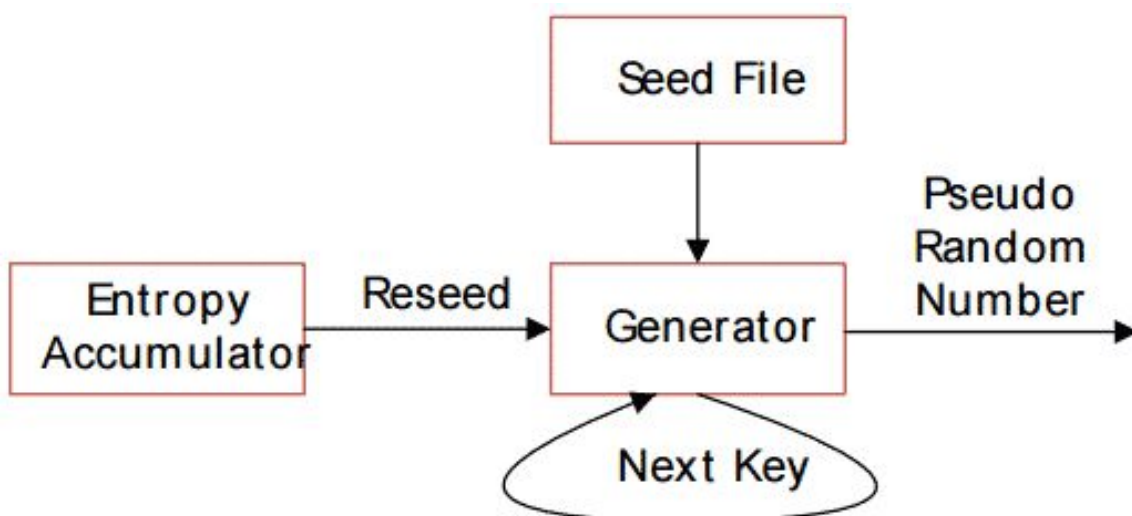 Seed File
Pseudo
Random
Number
Entropy
Accumulator
Reseed
Generator
Next Key